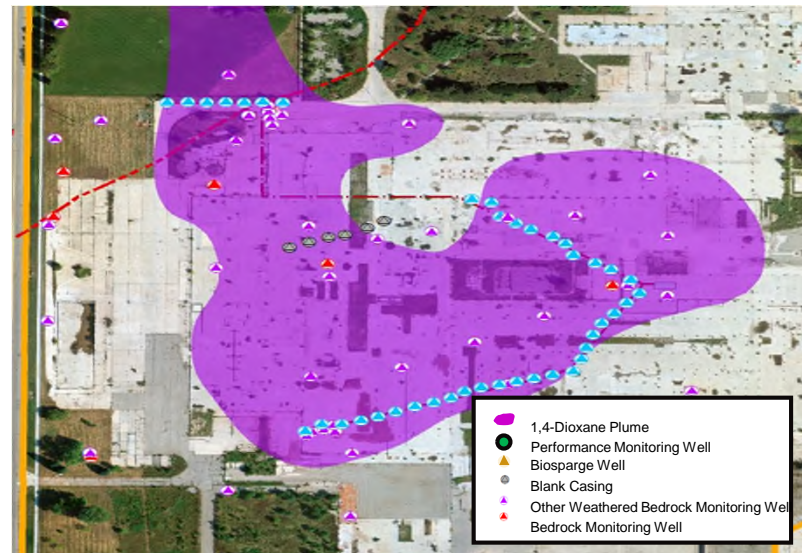 1,4-Dioxane Plume
Performance Monitoring Well
Biosparge Well
Blank Casing
Other Weathered Bedrock Monitoring Wel
Bedrock Monitoring Well